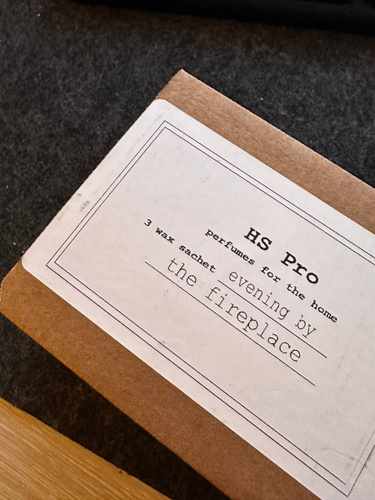 HS Pro
perfumes for the home
3 wax sachet evening by
the fireplace